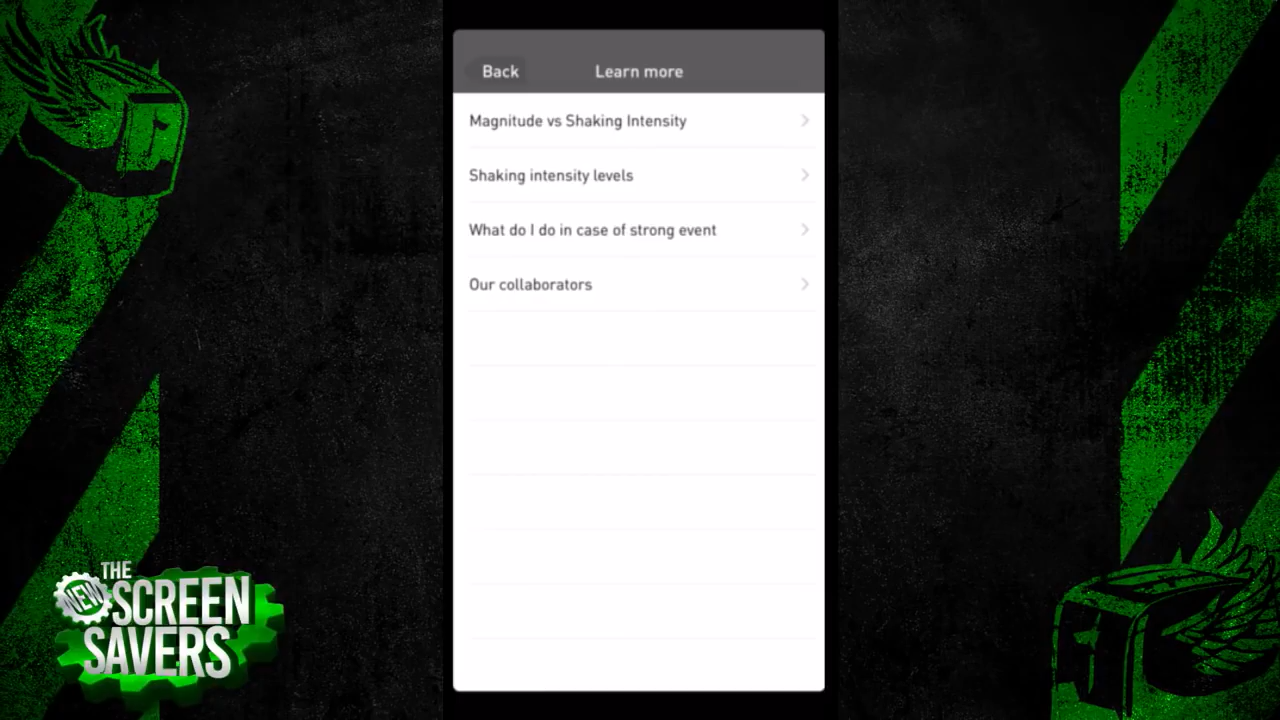 Back
Learn more
Magnitude vs Shaking Intensity
Shaking intensity levels
What do I do in case of strong event
Our collaborators
THE
NEW
SCREEN
SAVERS